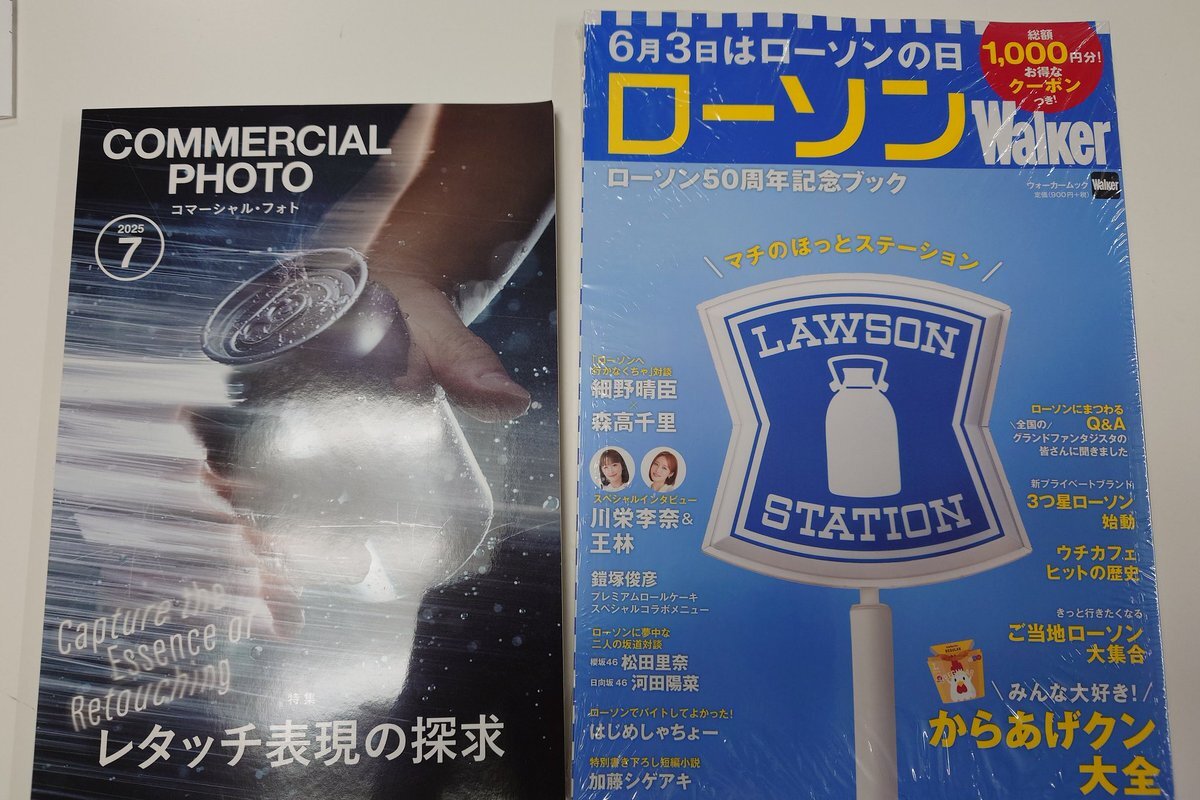 COMMERCIAL
PHOTO
コマーシャル・フォト
2025
7
Capture the
Essence of
Retouching
特集
レタッチ表現の探求
6月3日はローソンの日
総額
1,000円分!
お得な
クーポン
つき!
ローソン Walker
ローソン50周年記念ブック
ウォーカームック Walker
定価(900円+税)
マチのほっとステーション
LAWSON
STATION
「ローソンへ
行かなくちゃ」対談
細野晴臣
×
森高千里
スペシャルインタビュー
川栄李奈&
王林
鎧塚俊彦
プレミアムロールケーキ
スペシャルコラボメニュー
ローソンに夢中な
二人の坂道対談
櫻坂46 松田里奈
日向坂46 河田陽菜
ローソンでバイトしてよかった!
はじめしゃちょー
特別書き下ろし短編小説
加藤シゲアキ
ローソンにまつわる
Q&A
全国の
グランドファンタジスタの
皆さんに聞きました
新プライベートブランド
3つ星ローソン
始動
ウチカフェ
ヒットの歴史
きっと行きたくなる
ご当地ローソン
大集合
みんな大好き!
からあげクン
大全